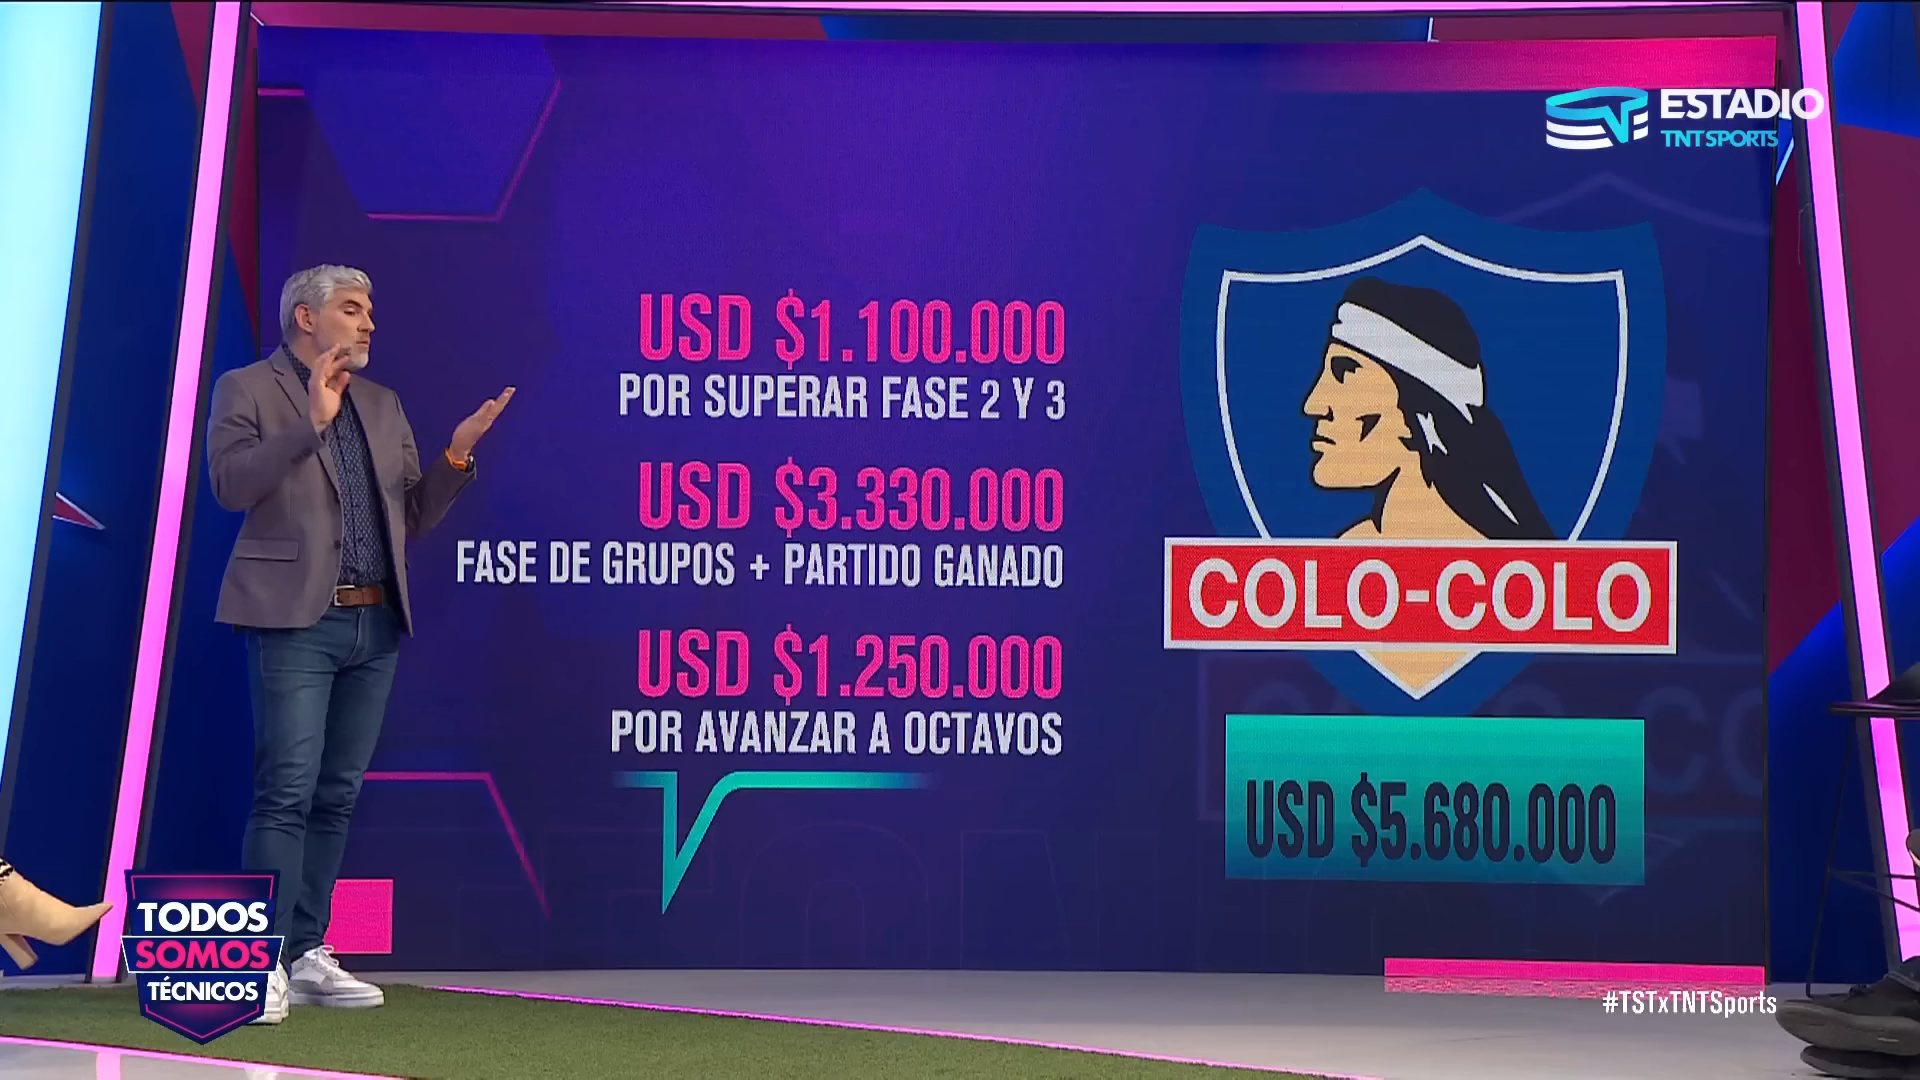 ESTADIO
TNT SPORTS
USD $1.100.000
POR SUPERAR FASE 2 Y 3
USD $3.330.000
FASE DE GRUPOS + PARTIDO GANADO
USD $1.250.000
POR AVANZAR A OCTAVOS
COLO-COLO
USD $5.680.000
TODOS
SOMOS
TÉCNICOS
#TSTxTNTSports